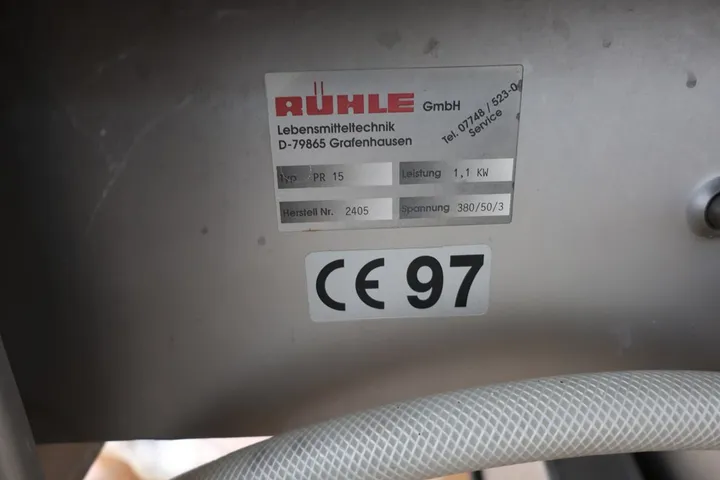 RÜHLE GmbH
Lebensmitteltechnik
D-79865 Grafenhausen
Tel. 07748 / 523-0
Service
Typ PR 15
Leistung 1,1 KW
Herstell Nr. 2405
Spannung 380/50/3
CE 97